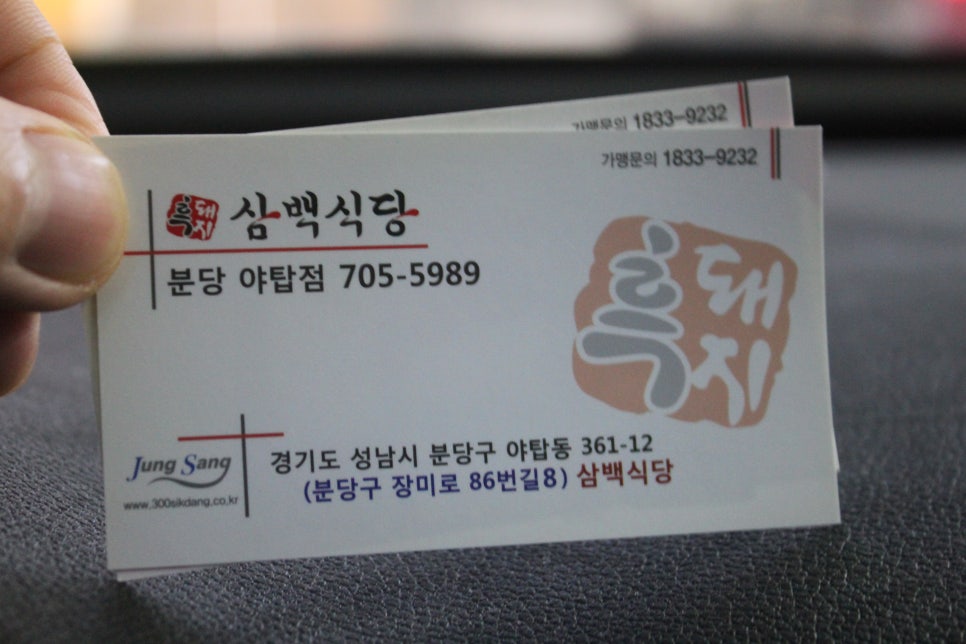 가맹문의 1833-9232
가맹문의 1833-9232
흑돼지 삼백식당
분당 야탑점 705-5989
흑돼지
Jung Sang
www.300sikdang.co.kr
경기도 성남시 분당구 야탑동 361-12
(분당구 장미로 86번길8) 삼백식당